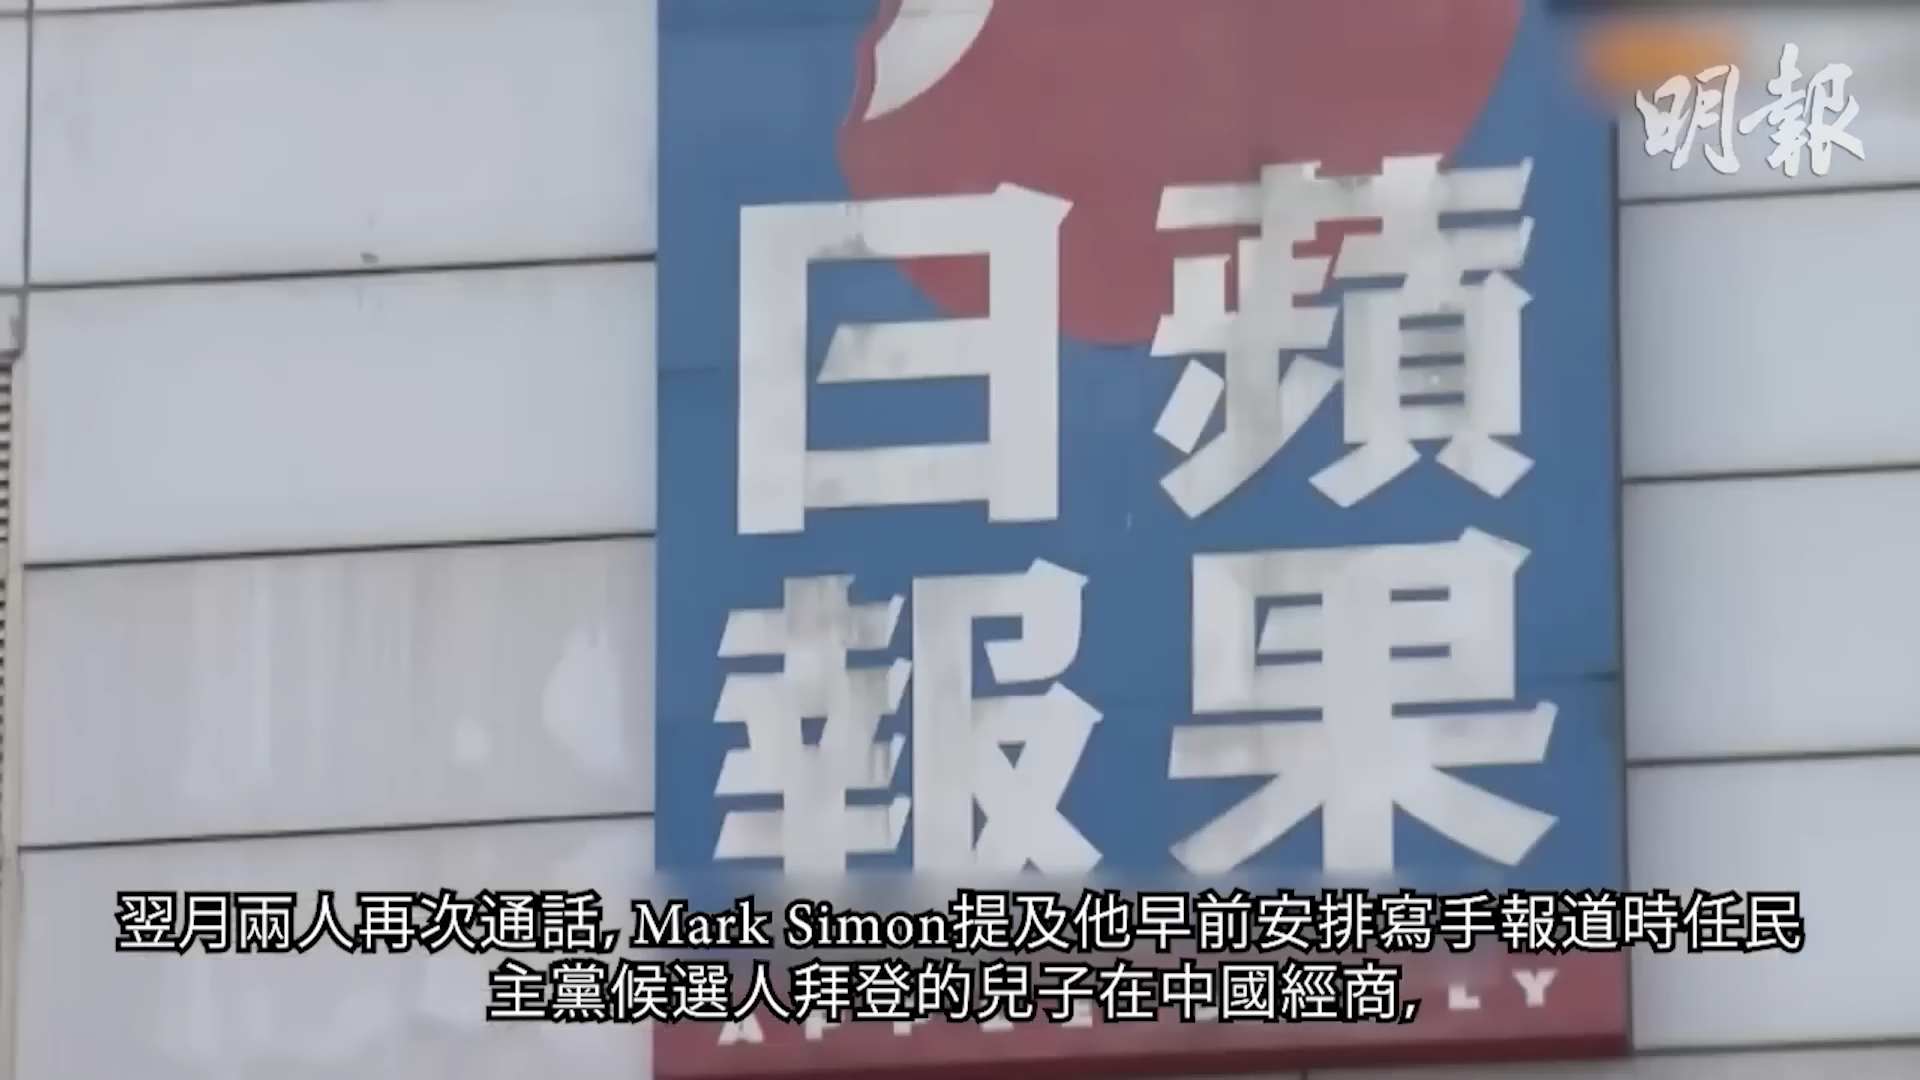 明報
蘋果
日報
翌月兩人再次通話, Mark Simon提及他早前安排寫手報道時任民
主黨候選人拜登的兒子在中國經商,